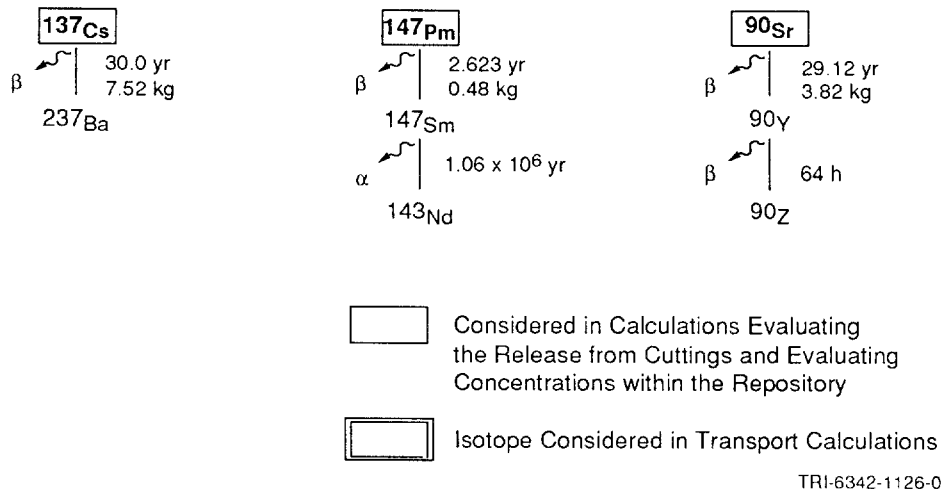 137Cs
β 30.0 yr
7.52 kg
237Ba
147Pm
β 2.623 yr
0.48 kg
147Sm
α 1.06 x 10⁶ yr
143Nd
90Sr
β 29.12 yr
3.82 kg
90Y
β 64 h
90Z
Considered in Calculations Evaluating
the Release from Cuttings and Evaluating
Concentrations within the Repository
Isotope Considered in Transport Calculations
TRI-6342-1126-0